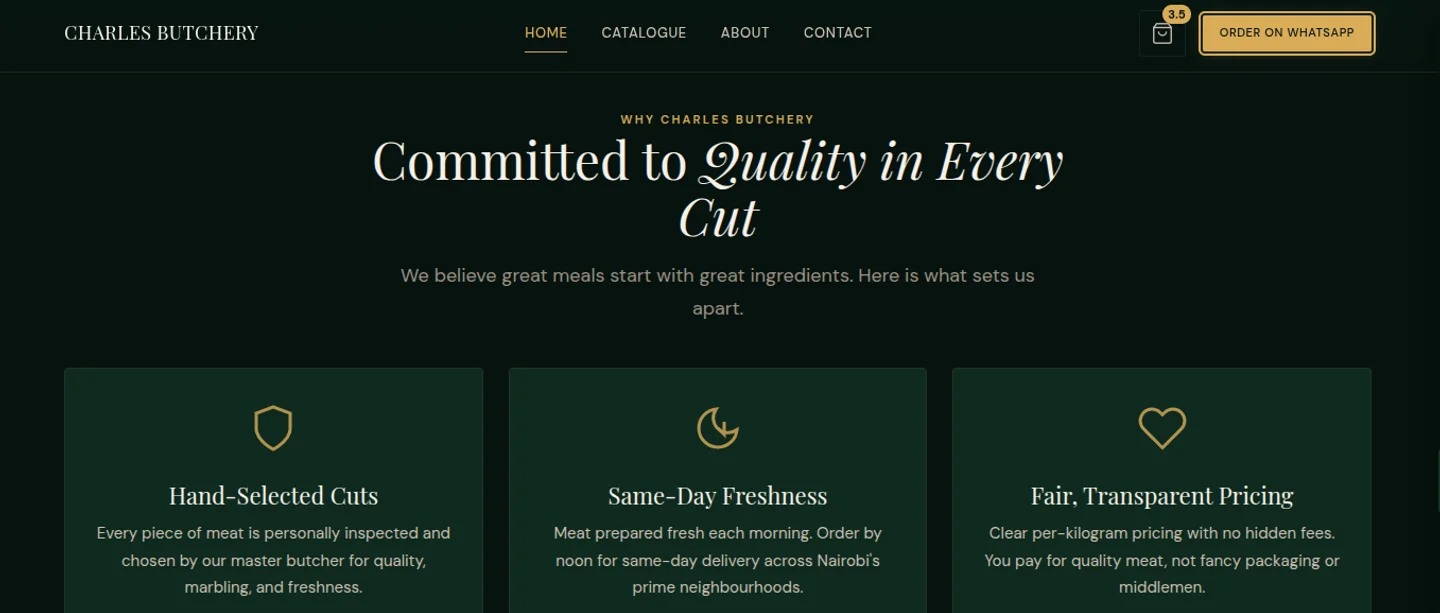 CHARLES BUTCHERY
HOME
CATALOGUE
ABOUT
CONTACT
3.5
ORDER ON WHATSAPP
WHY CHARLES BUTCHERY
Committed to Quality in Every
Cut
We believe great meals start with great ingredients. Here is what sets us
apart.
Hand-Selected Cuts
Every piece of meat is personally inspected and
chosen by our master butcher for quality,
marbling, and freshness.
Same-Day Freshness
Meat prepared fresh each morning. Order by
noon for same-day delivery across Nairobi's
prime neighbourhoods.
Fair, Transparent Pricing
Clear per-kilogram pricing with no hidden fees.
You pay for quality meat, not fancy packaging or
middlemen.